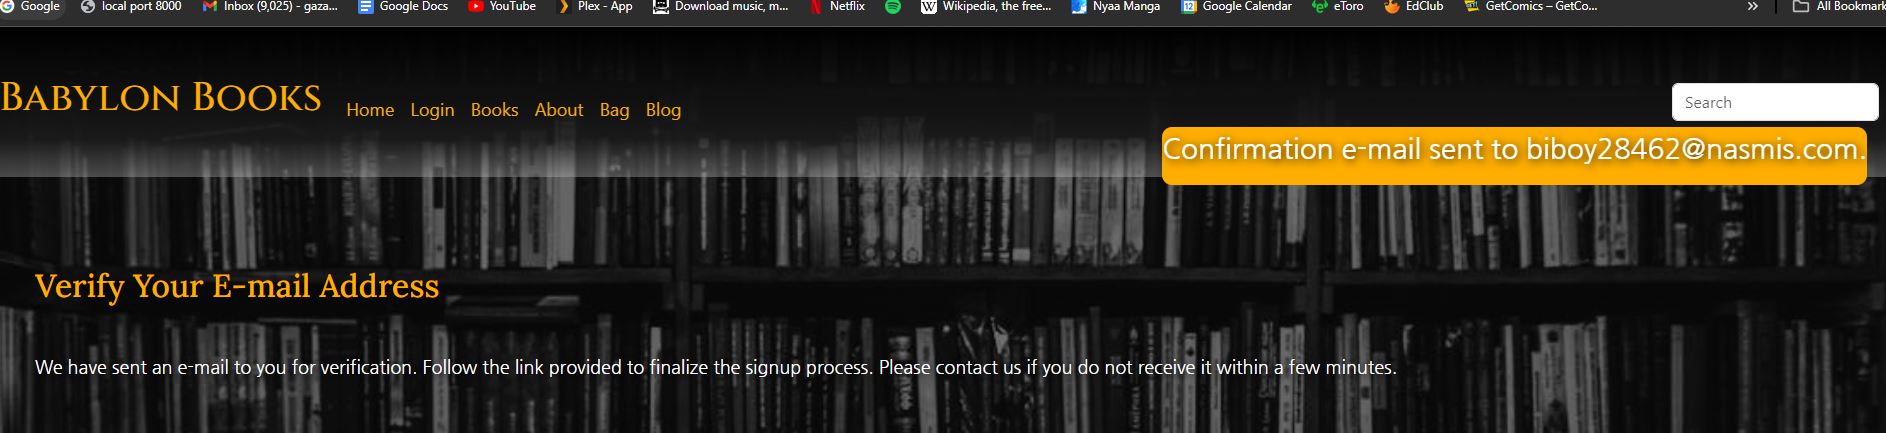 Google local port 8000 Inbox (9,025) - gaza... Google Docs YouTube Plex - App Download music, m... Netflix Wikipedia, the free... Nyaa Manga Google Calendar eToro EdClub GetComics – GetCo... » All Bookmark
Babylon Books Home Login Books About Bag Blog Search
Confirmation e-mail sent to biboy28462@nasmis.com.
Verify Your E-mail Address
We have sent an e-mail to you for verification. Follow the link provided to finalize the signup process. Please contact us if you do not receive it within a few minutes.